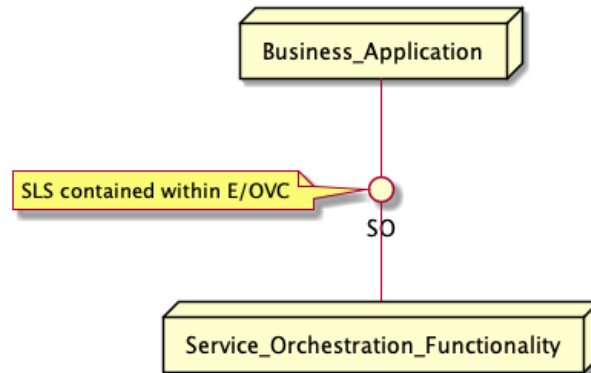 Business_Application
SLS contained within E/OVC
SO
Service_Orchestration_Functionality